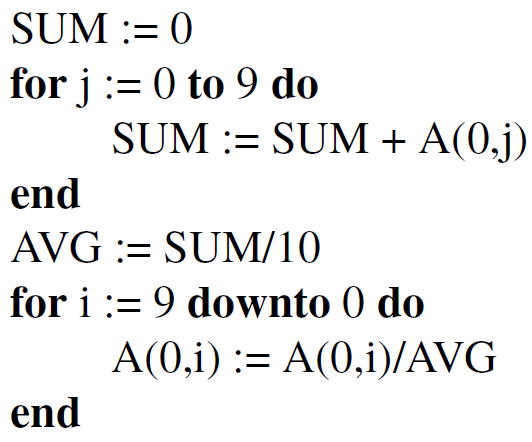 SUM := 0
for j := 0 to 9 do
SUM := SUM + A(0,j)
end
AVG := SUM/10
for i := 9 downto 0 do
A(0,i) := A(0,i)/AVG
end